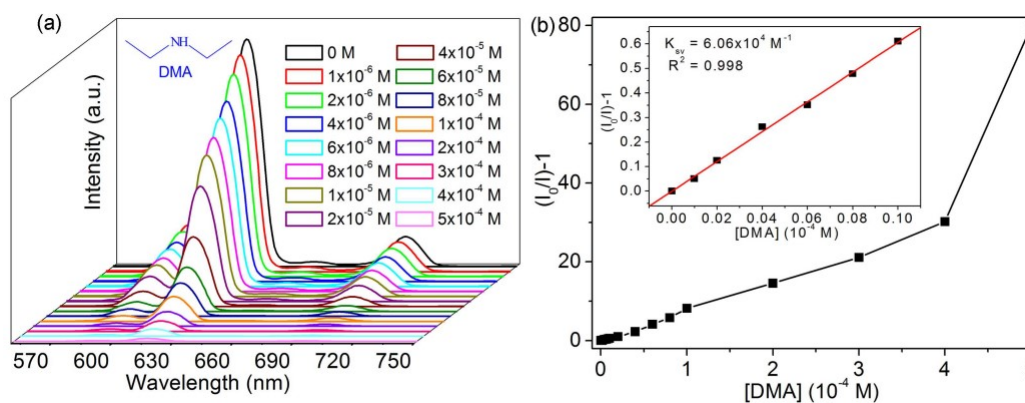 (a)
NH
DMA
0 M
1x10⁻⁶ M
2x10⁻⁶ M
4x10⁻⁶ M
6x10⁻⁶ M
8x10⁻⁶ M
1x10⁻⁵ M
2x10⁻⁵ M
4x10⁻⁵ M
6x10⁻⁵ M
8x10⁻⁵ M
1x10⁻⁴ M
2x10⁻⁴ M
3x10⁻⁴ M
4x10⁻⁴ M
5x10⁻⁴ M
Intensity (a.u.)
570 600 630 660 690 720 750
Wavelength (nm)
(b)
80
60
40
20
0
(I₀/I)-1
0 1 2 3 4
[DMA] (10⁻⁴ M)
K_sv = 6.06x10⁴ M⁻¹
R² = 0.998
0.6
0.5
0.4
0.3
0.2
0.1
0.0
(I₀/I)-1
0.00 0.02 0.04 0.06 0.08 0.10
[DMA] (10⁻⁴ M)